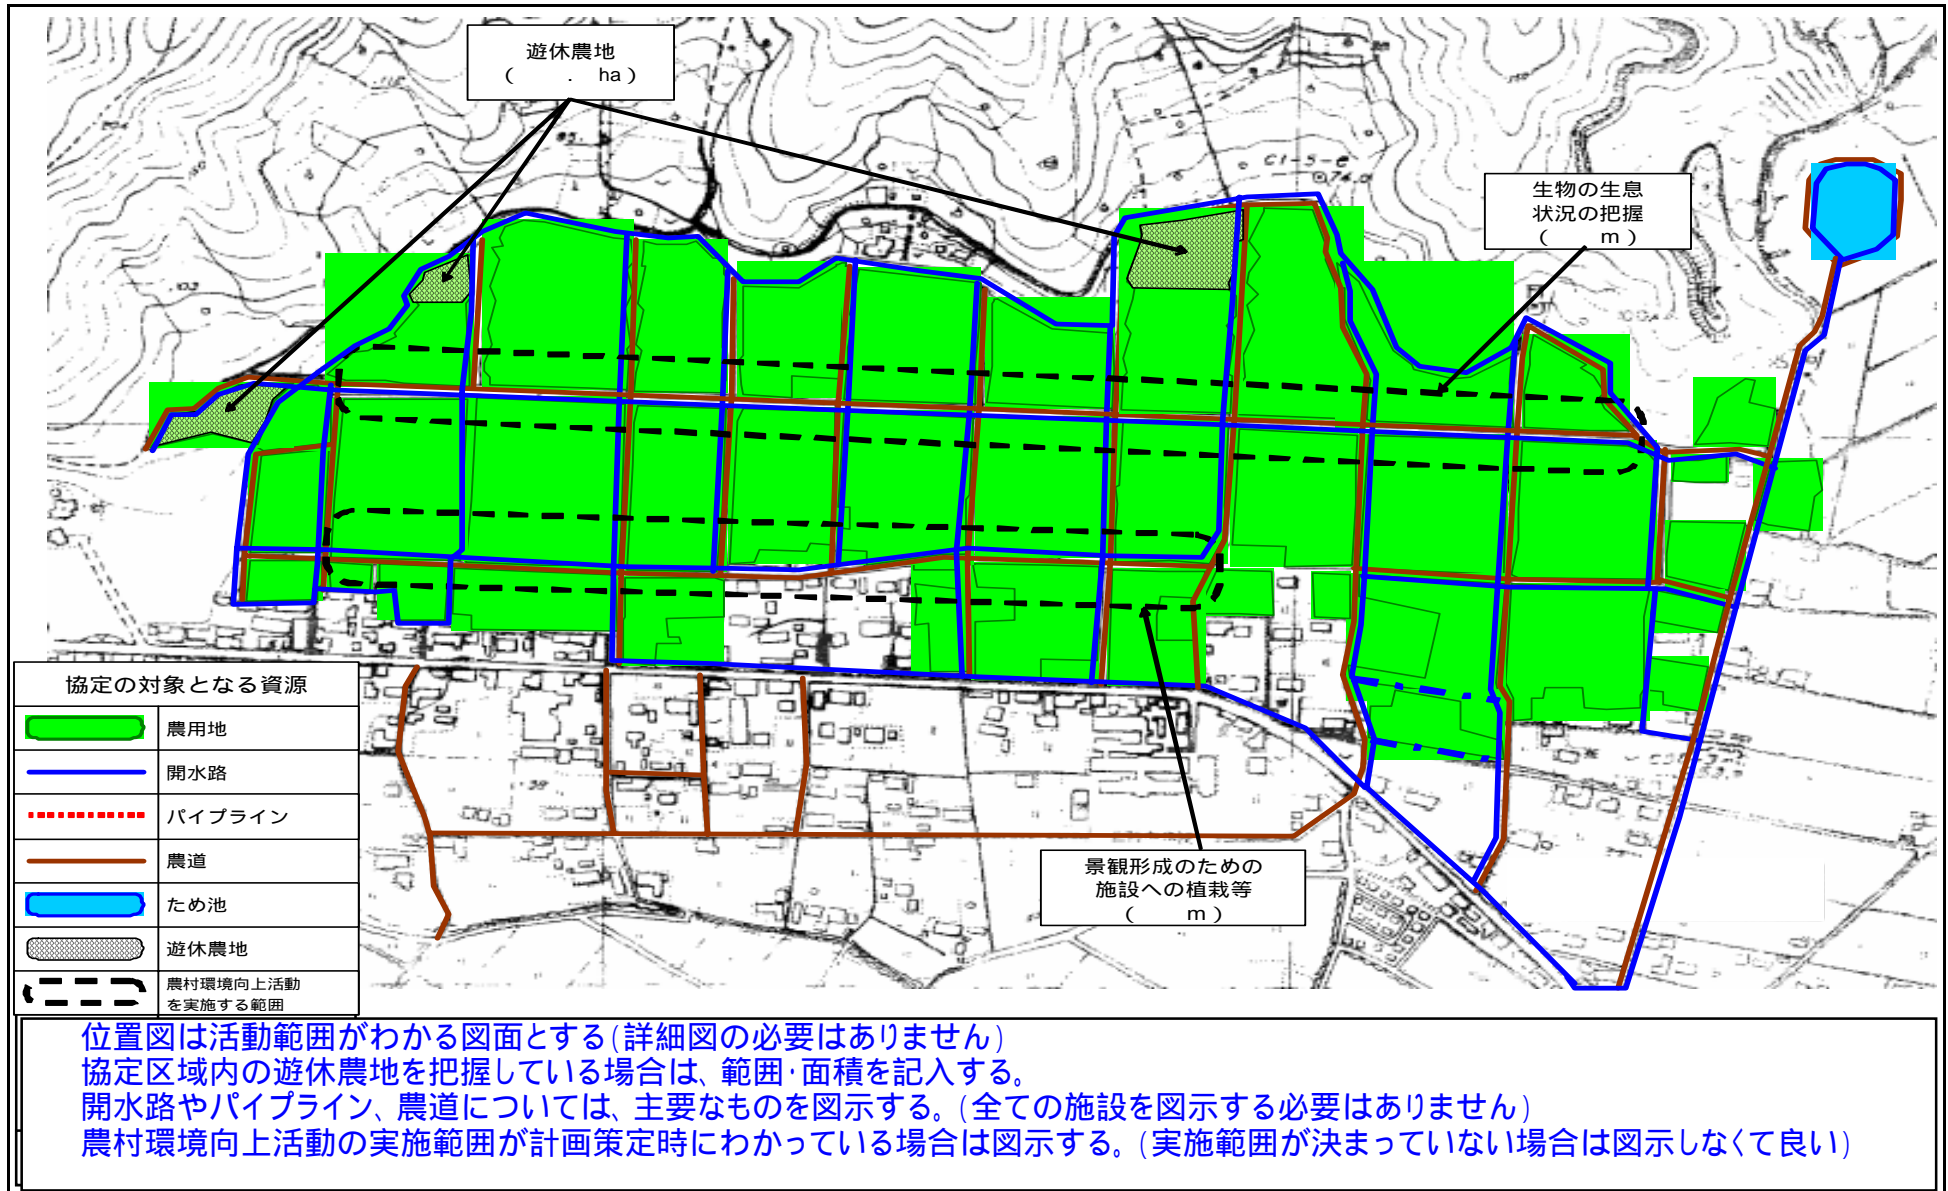 遊休農地
(　　. ha)
C1-5-e
74.0
生物の生息
状況の把握
(　　m)
協定の対象となる資源
農用地
開水路
パイプライン
農道
ため池
遊休農地
農村環境向上活動
を実施する範囲
景観形成のための
施設への植栽等
(　　m)
位置図は活動範囲がわかる図面とする(詳細図の必要はありません)
協定区域内の遊休農地を把握している場合は、範囲・面積を記入する。
開水路やパイプライン、農道については、主要なものを図示する。(全ての施設を図示する必要はありません)
農村環境向上活動の実施範囲が計画策定時にわかっている場合は図示する。(実施範囲が決まっていない場合は図示しなくて良い)